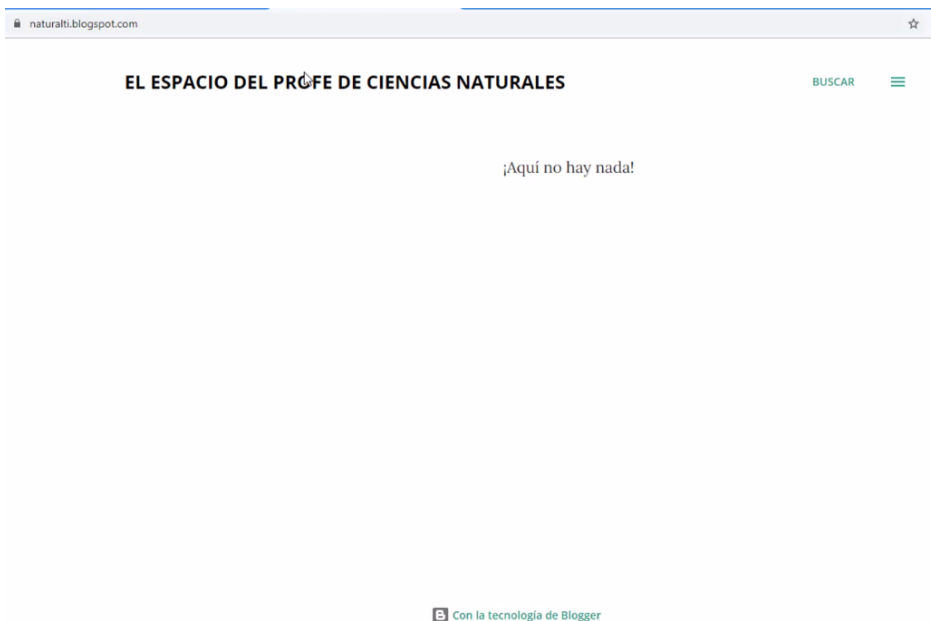 naturalti.blogspot.com
EL ESPACIO DEL PROFE DE CIENCIAS NATURALES
BUSCAR
¡Aquí no hay nada!
Con la tecnología de Blogger